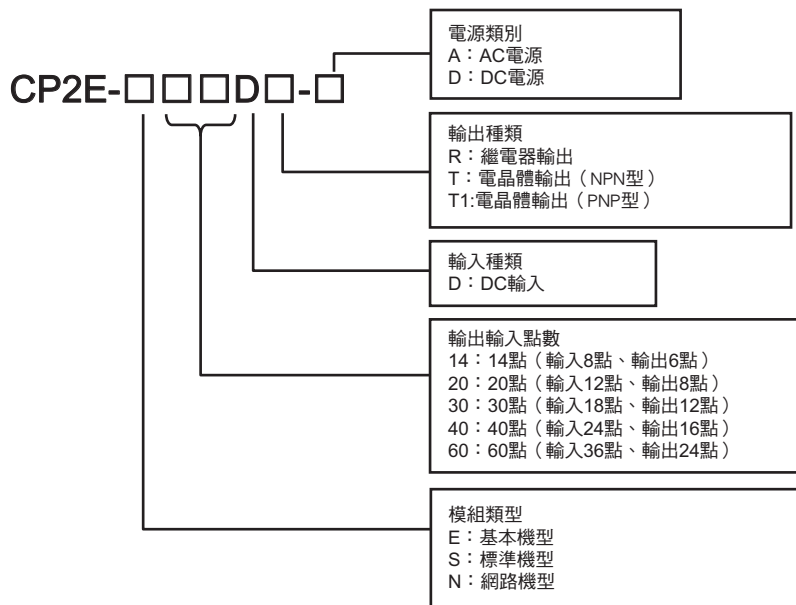 CP2E-□□□D□-□
電源類別
A：AC電源
D：DC電源
輸出種類
R：繼電器輸出
T：電晶體輸出（NPN型）
T1:電晶體輸出（PNP型）
輸入種類
D：DC輸入
輸出輸入點數
14：14點（輸入8點、輸出6點）
20：20點（輸入12點、輸出8點）
30：30點（輸入18點、輸出12點）
40：40點（輸入24點、輸出16點）
60：60點（輸入36點、輸出24點）
模組類型
E：基本機型
S：標準機型
N：網路機型